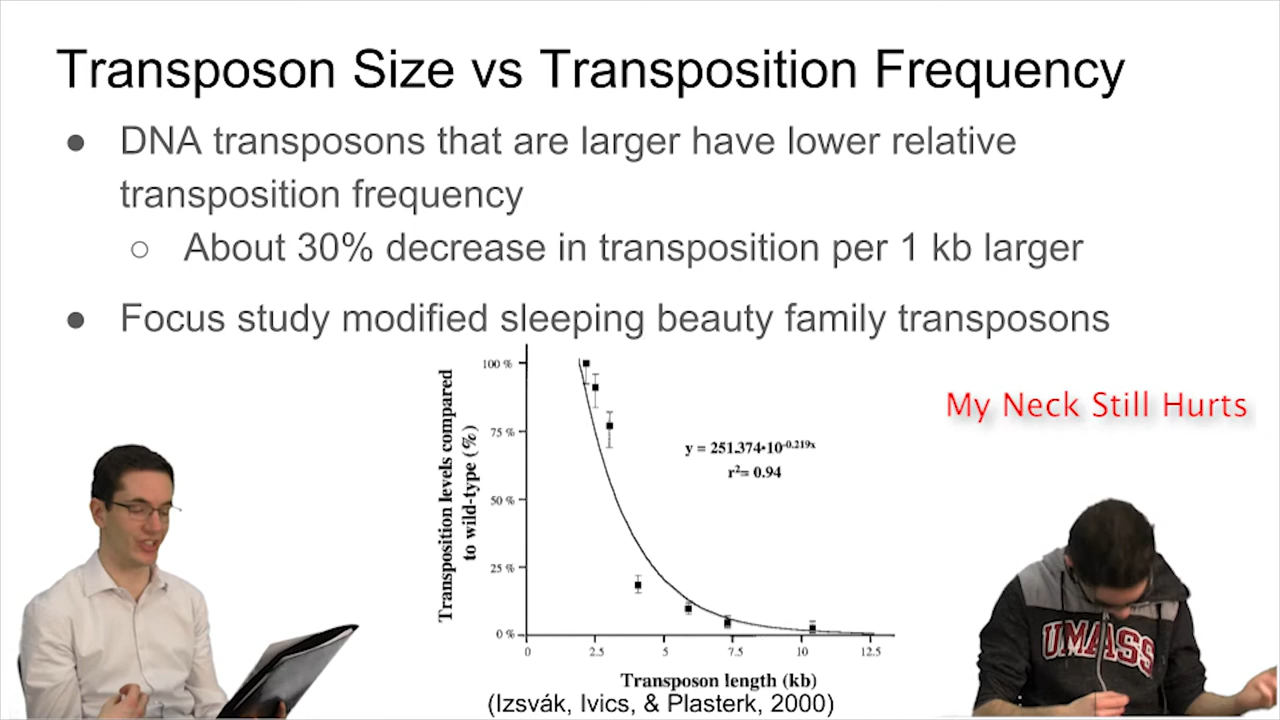 Transposon Size vs Transposition Frequency
● DNA transposons that are larger have lower relative
transposition frequency
○ About 30% decrease in transposition per 1 kb larger
● Focus study modified sleeping beauty family transposons
Transposition levels compared
to wild-type (%)
100 %
75 %
50 %
25 %
0 %
y = 251.374•10^-0.219x
r²= 0.94
0 2.5 5 7.5 10 12.5
Transposon length (kb)
(Izsvák, Ivics, & Plasterk, 2000)
My Neck Still Hurts
UMASS